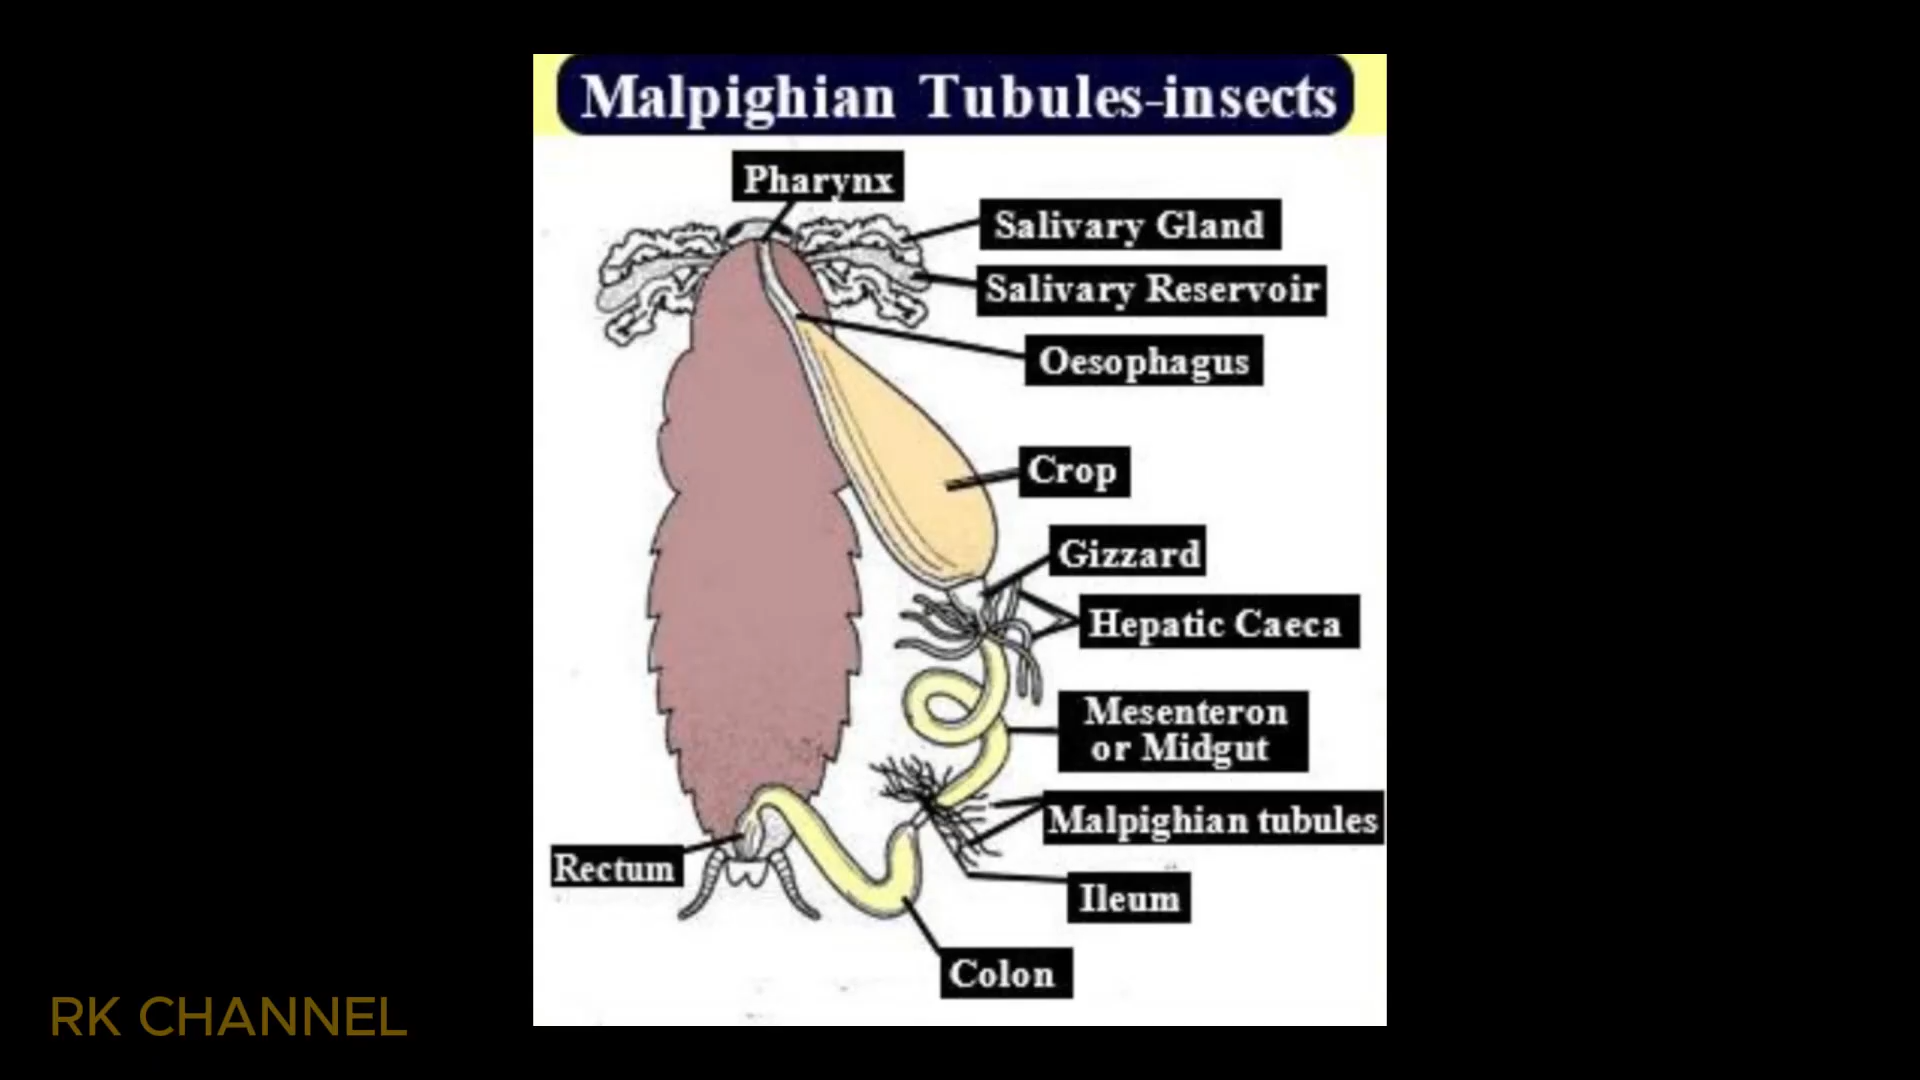 Malpighian Tubules-insects
Pharynx
Salivary Gland
Salivary Reservoir
Oesophagus
Crop
Gizzard
Hepatic Caeca
Mesenteron
or Midgut
Malpighian tubules
Rectum
Ileum
Colon
RK CHANNEL